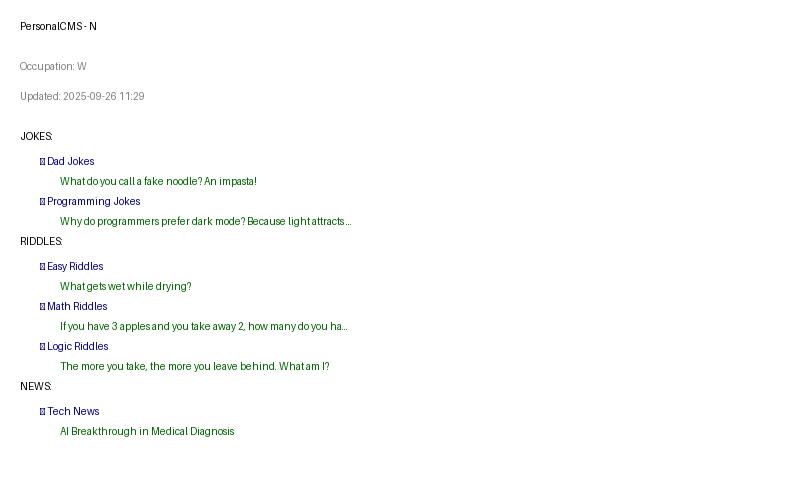 PersonalCMS - N
Occupation: W
Updated: 2025-09-26 11:29
JOKES:
Dad Jokes
What do you call a fake noodle? An impasta!
Programming Jokes
Why do programmers prefer dark mode? Because light attracts...
RIDDLES:
Easy Riddles
What gets wet while drying?
Math Riddles
If you have 3 apples and you take away 2, how many do you ha...
Logic Riddles
The more you take, the more you leave behind. What am I?
NEWS:
Tech News
AI Breakthrough in Medical Diagnosis